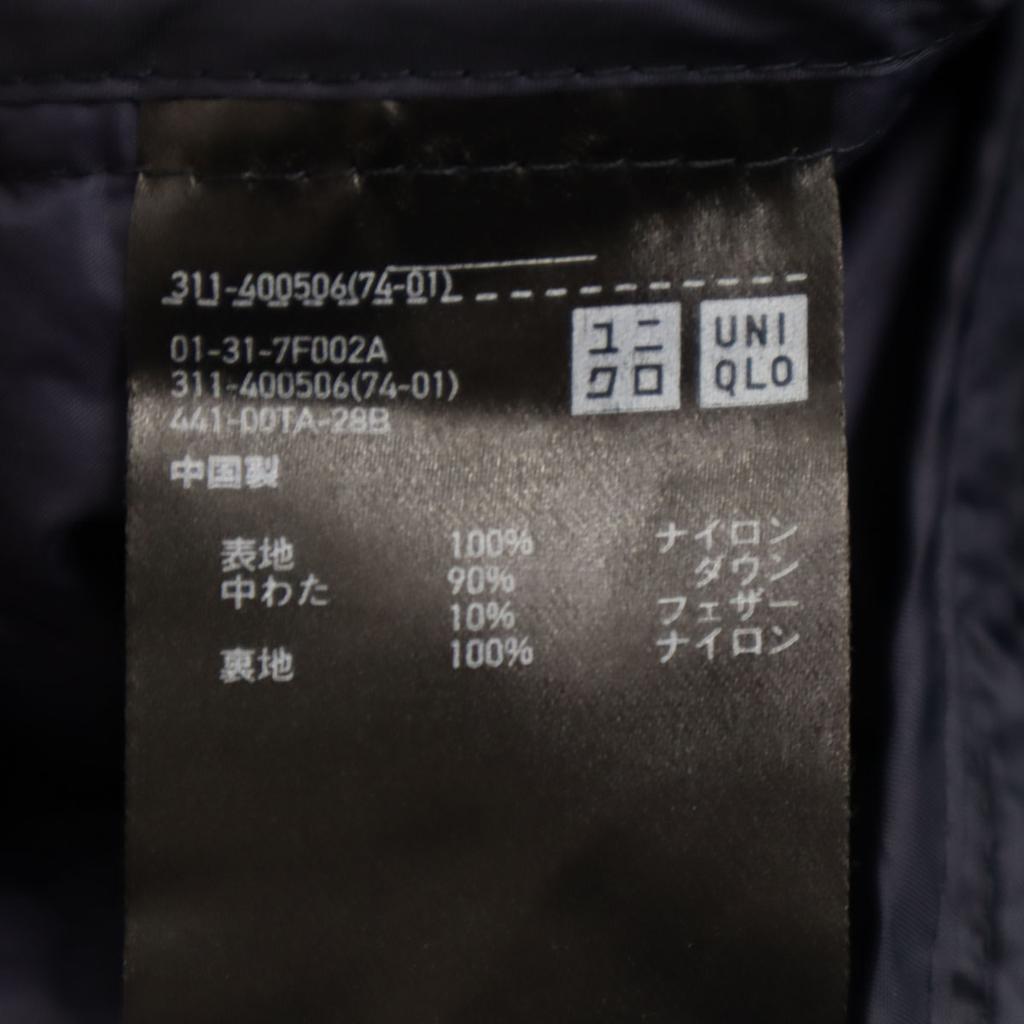 311-400506(74-01)
01-31-7F002A
311-400506(74-01)
441-00TA-28B
ユニ
クロ
UNI
QLO
中国製
表地 100% ナイロン
中わた 90% ダウン
10% フェザー
裏地 100% ナイロン